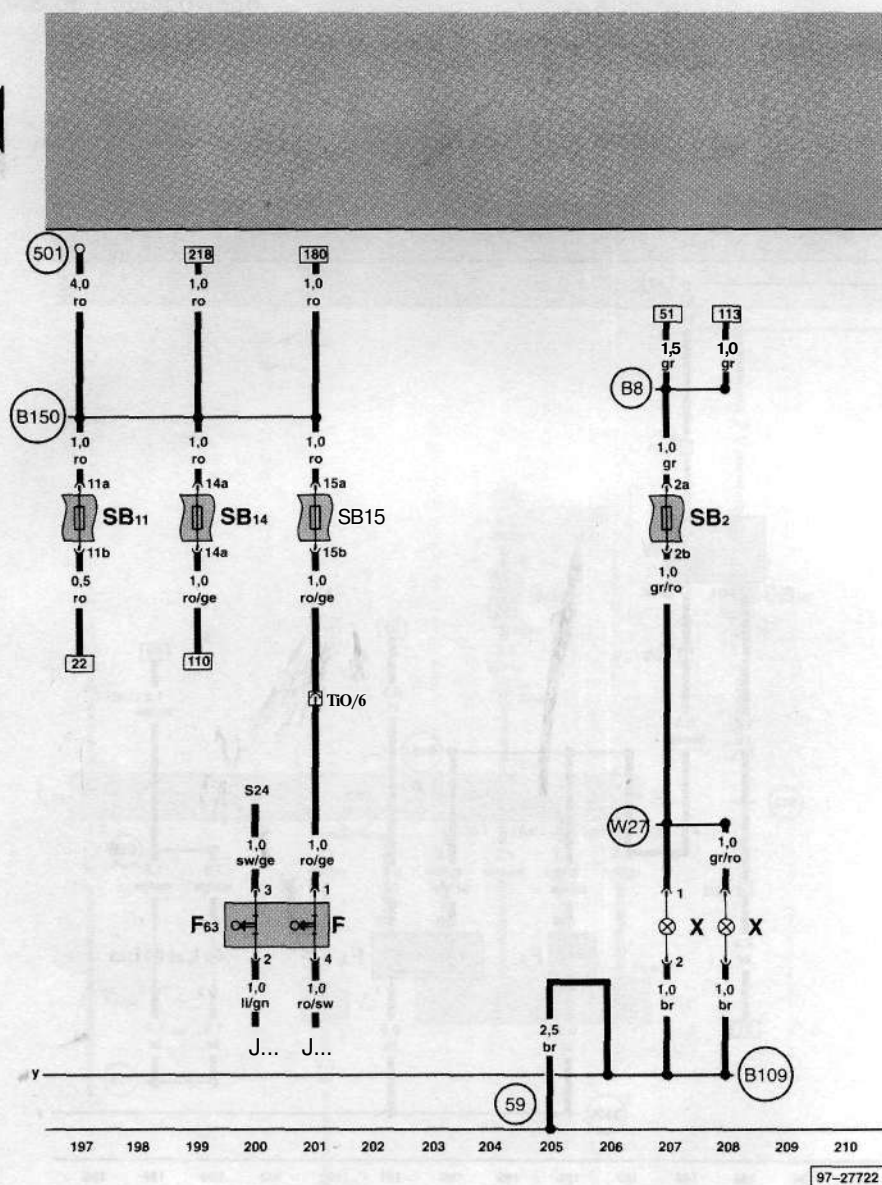 501 218 180
4,0 1,0 1,0
ro ro ro
51 113
1,5 1,0
gr gr
B8
B150
1,0 1,0 1,0 1,0
ro ro ro gr
11a 14a 15a 2a
SB11 SB14 SB15 SB2
11b 14a 15b 2b
0,5 1,0 1,0 1,0
ro ro/ge ro/ge gr/ro
22 110
TiO/6
S24
W27
1,0 1,0 1,0
sw/ge ro/ge gr/ro
3 1 1
F63 F X X
2 4 2
1,0 1,0 1,0 1,0
li/gn ro/sw br br
2,5
br
J... J...
y B109
59
197 198 199 200 201 202 203 204 205 206 207 208 209 210
97-27722